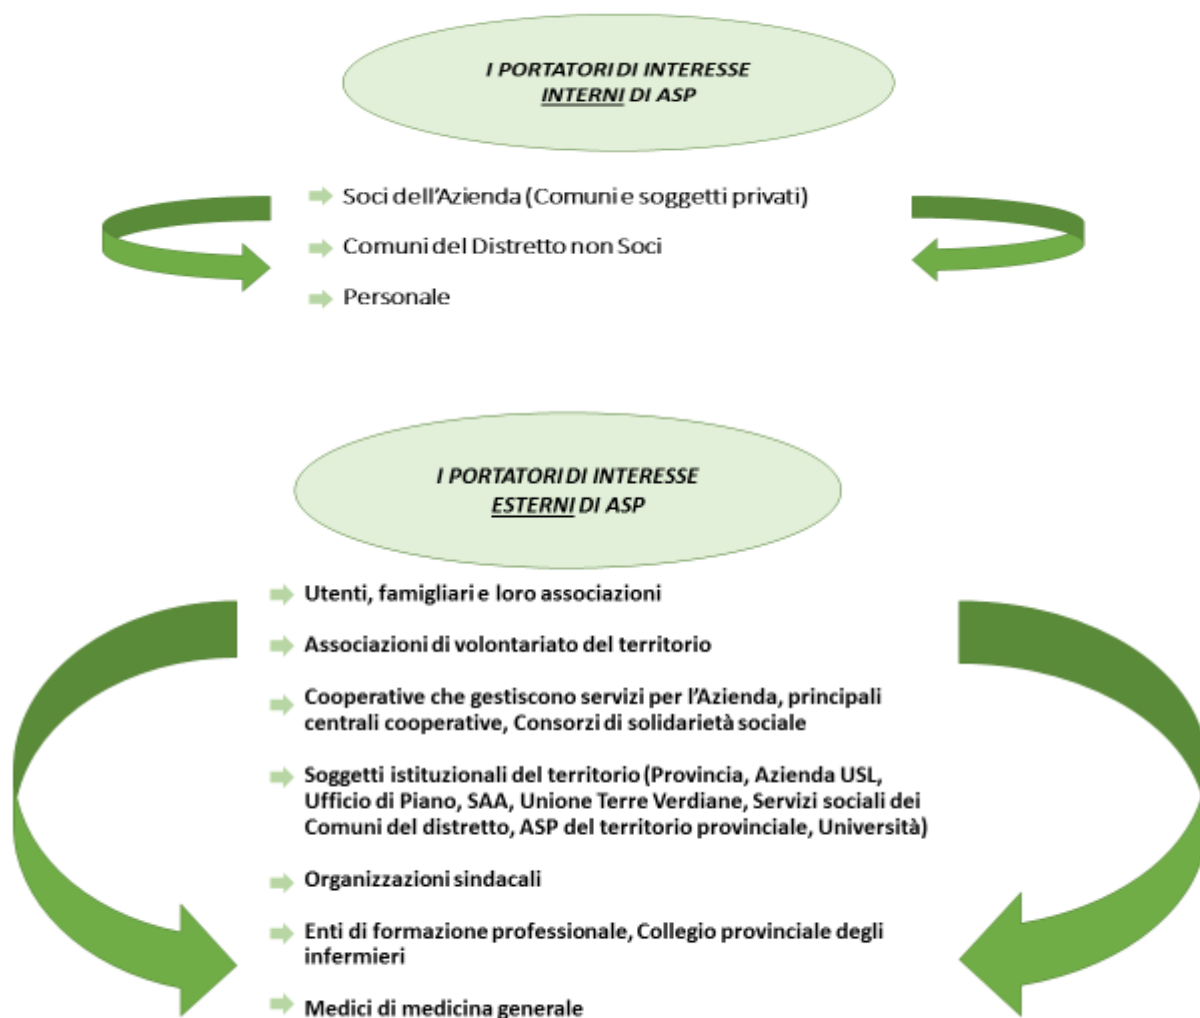 I PORTATORI DI INTERESSE
INTERNI DI ASP
Soci dell'Azienda (Comuni e soggetti privati)
Comuni del Distretto non Soci
Personale
I PORTATORI DI INTERESSE
ESTERNI DI ASP
Utenti, famigliari e loro associazioni
Associazioni di volontariato del territorio
Cooperative che gestiscono servizi per l'Azienda, principali
centrali cooperative, Consorzi di solidarietà sociale
Soggetti istituzionali del territorio (Provincia, Azienda USL,
Ufficio di Piano, SAA, Unione Terre Verdiane, Servizi sociali dei
Comuni del distretto, ASP del territorio provinciale, Università)
Organizzazioni sindacali
Enti di formazione professionale, Collegio provinciale degli
infermieri
Medici di medicina generale